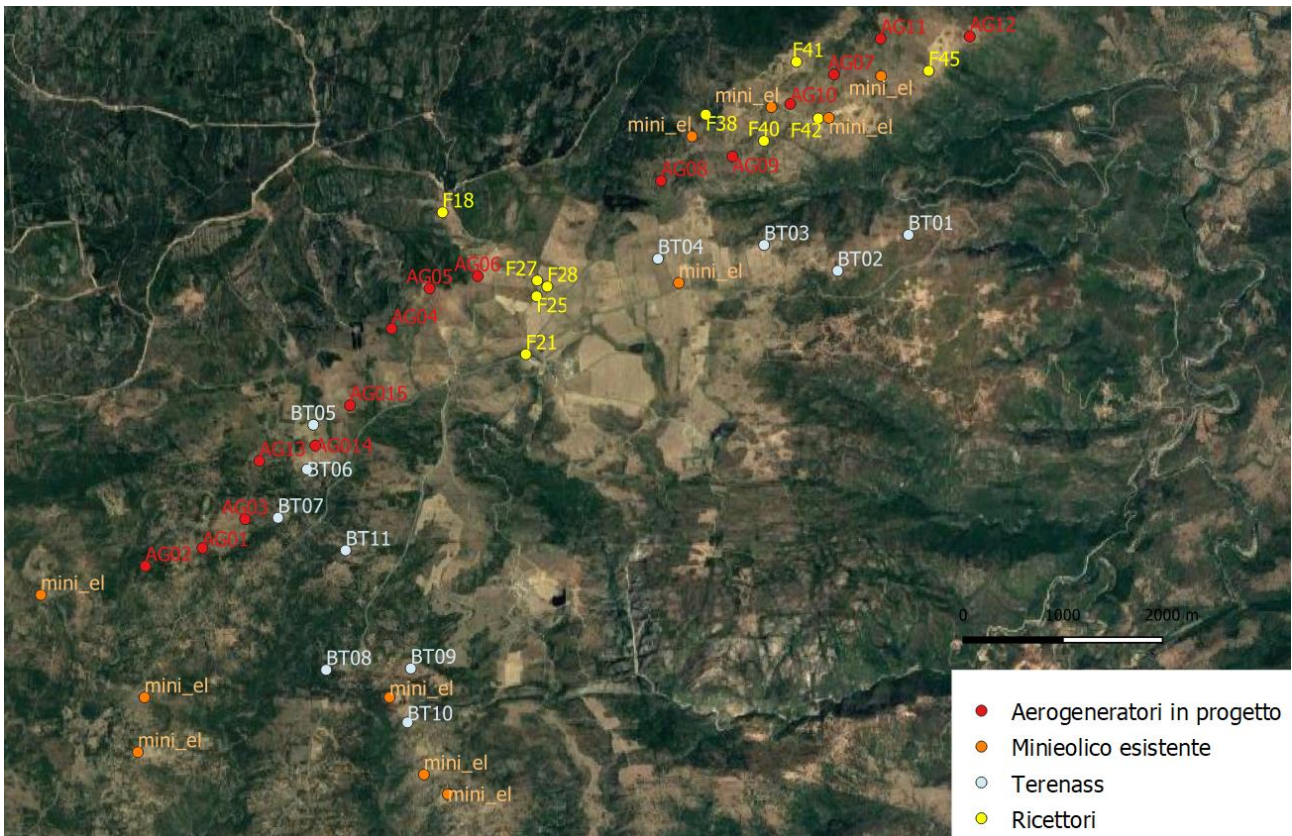 AG11
AG12
F41
AG07
F45
mini_el
mini_el
AG10
mini_el
F38
F40
F42
mini_el
AG08
AG09
F18
BT01
BT03
BT04
BT02
mini_el
AG06
AG05
F27
F28
F25
AG04
F21
AG015
BT05
AG13
AG014
BT06
AG03
BT07
AG01
BT11
AG02
mini_el
0 1000 2000 m
BT08
BT09
mini_el
mini_el
BT10
mini_el
mini_el
mini_el
Aerogeneratori in progetto
Minieolico esistente
Terenass
Ricettori